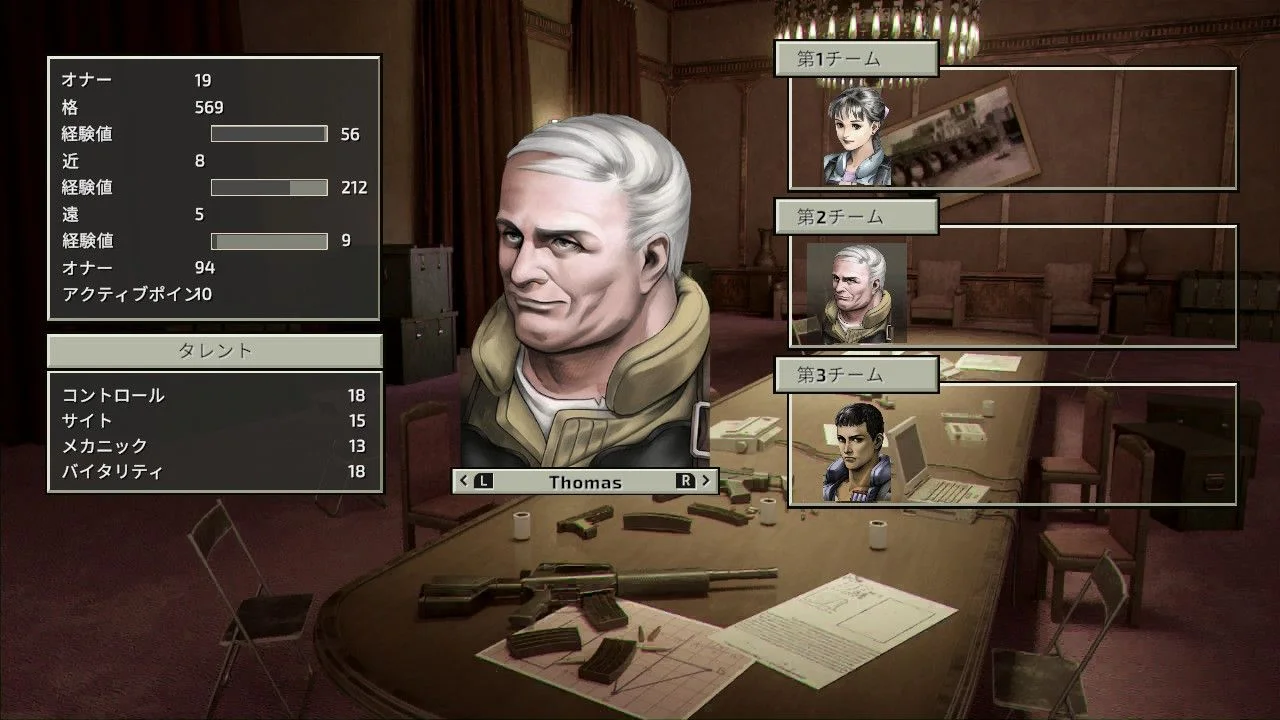 オナー 19
格 569
経験値 56
近 8
経験値 212
遠 5
経験値 9
オナー 94
アクティブポイン10
タレント
コントロール 18
サイト 15
メカニック 13
バイタリティ 18
< L Thomas R >
第1チーム
第2チーム
第3チーム